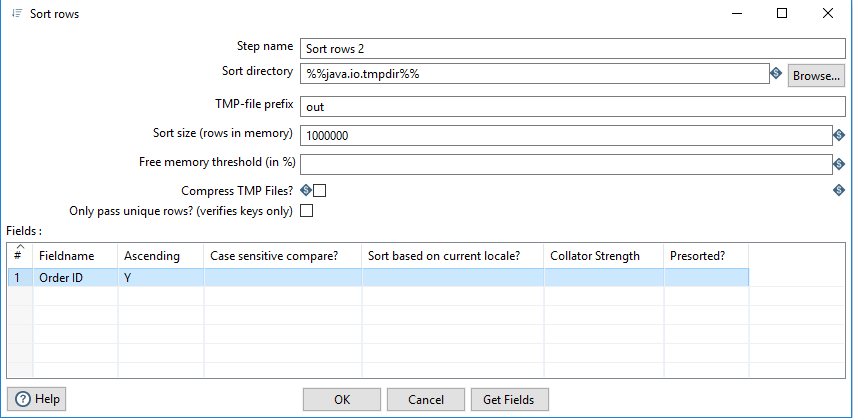 Sort rows
Step name Sort rows 2
Sort directory %%java.io.tmpdir%% Browse...
TMP-file prefix out
Sort size (rows in memory) 1000000
Free memory threshold (in %)
Compress TMP Files?
Only pass unique rows? (verifies keys only)
Fields :
# Fieldname Ascending Case sensitive compare? Sort based on current locale? Collator Strength Presorted?
1 Order ID Y
Help OK Cancel Get Fields